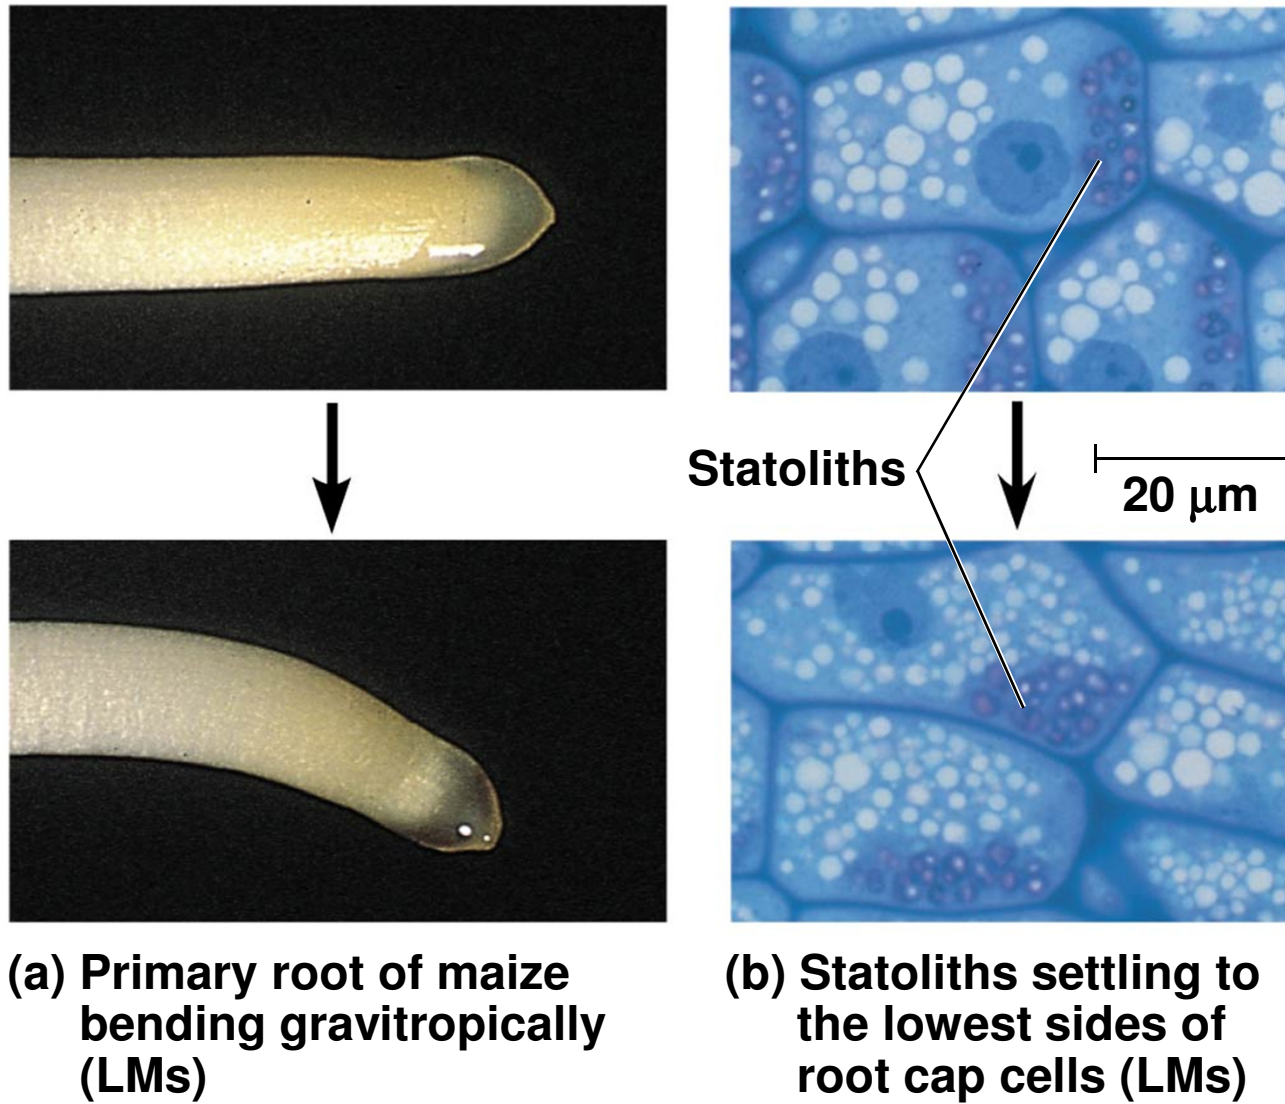 Statoliths
20 μm
(a) Primary root of maize
bending gravitropically
(LMs)
(b) Statoliths settling to
the lowest sides of
root cap cells (LMs)